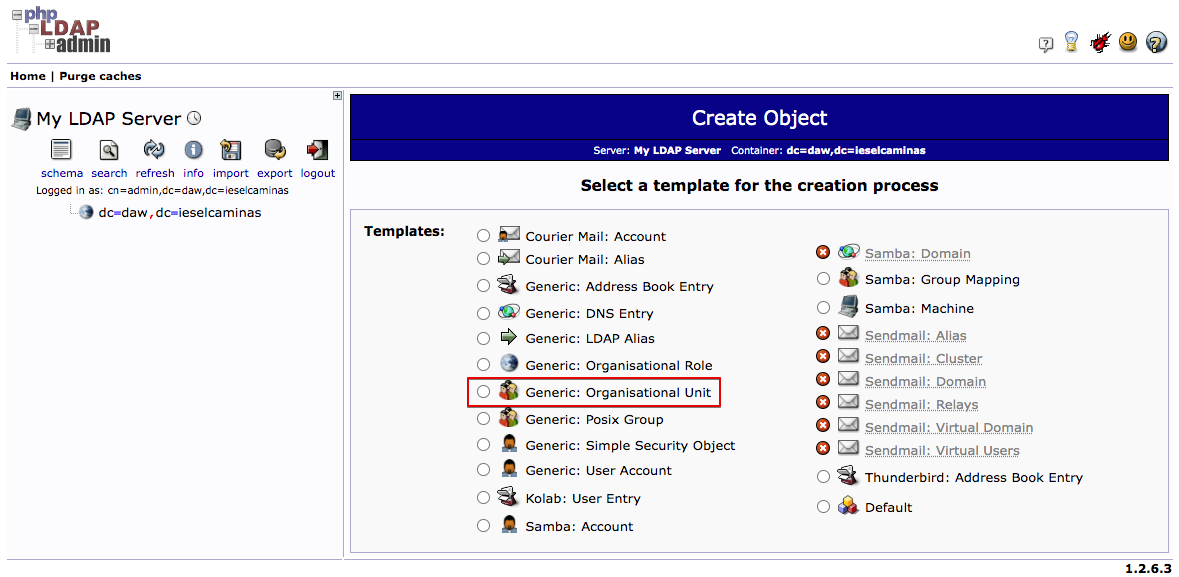 php
LDAP
admin
Home | Purge caches
My LDAP Server
schema search refresh info import export logout
Logged in as: cn=admin,dc=daw,dc=ieselcaminas
dc=daw,dc=ieselcaminas
Create Object
Server: My LDAP Server Container: dc=daw,dc=ieselcaminas
Select a template for the creation process
Templates:
Courier Mail: Account
Courier Mail: Alias
Generic: Address Book Entry
Generic: DNS Entry
Generic: LDAP Alias
Generic: Organisational Role
Generic: Organisational Unit
Generic: Posix Group
Generic: Simple Security Object
Generic: User Account
Kolab: User Entry
Samba: Account
Samba: Domain
Samba: Group Mapping
Samba: Machine
Sendmail: Alias
Sendmail: Cluster
Sendmail: Domain
Sendmail: Relays
Sendmail: Virtual Domain
Sendmail: Virtual Users
Thunderbird: Address Book Entry
Default
1.2.6.3